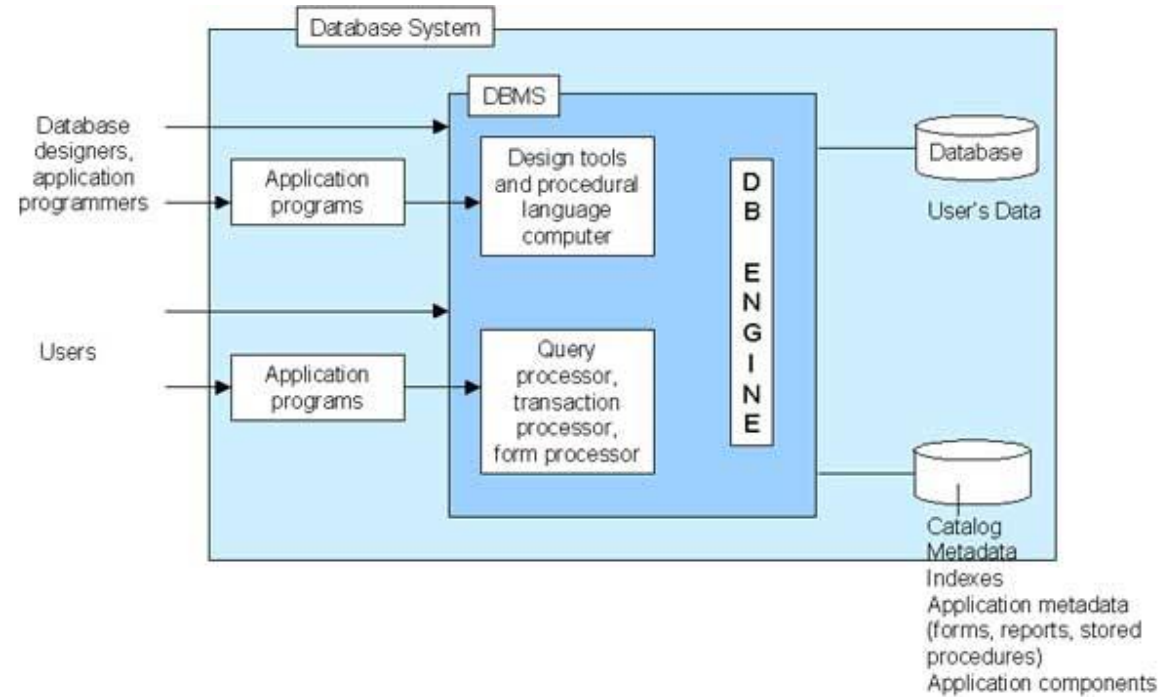 Database System
DBMS
Database
designers,
application
programmers
Application
programs
Design tools
and procedural
language
computer
DB ENGINE
Database
User's Data
Users
Application
programs
Query
processor,
transaction
processor,
form processor
Catalog
Metadata
Indexes
Application metadata
(forms, reports, stored
procedures)
Application components